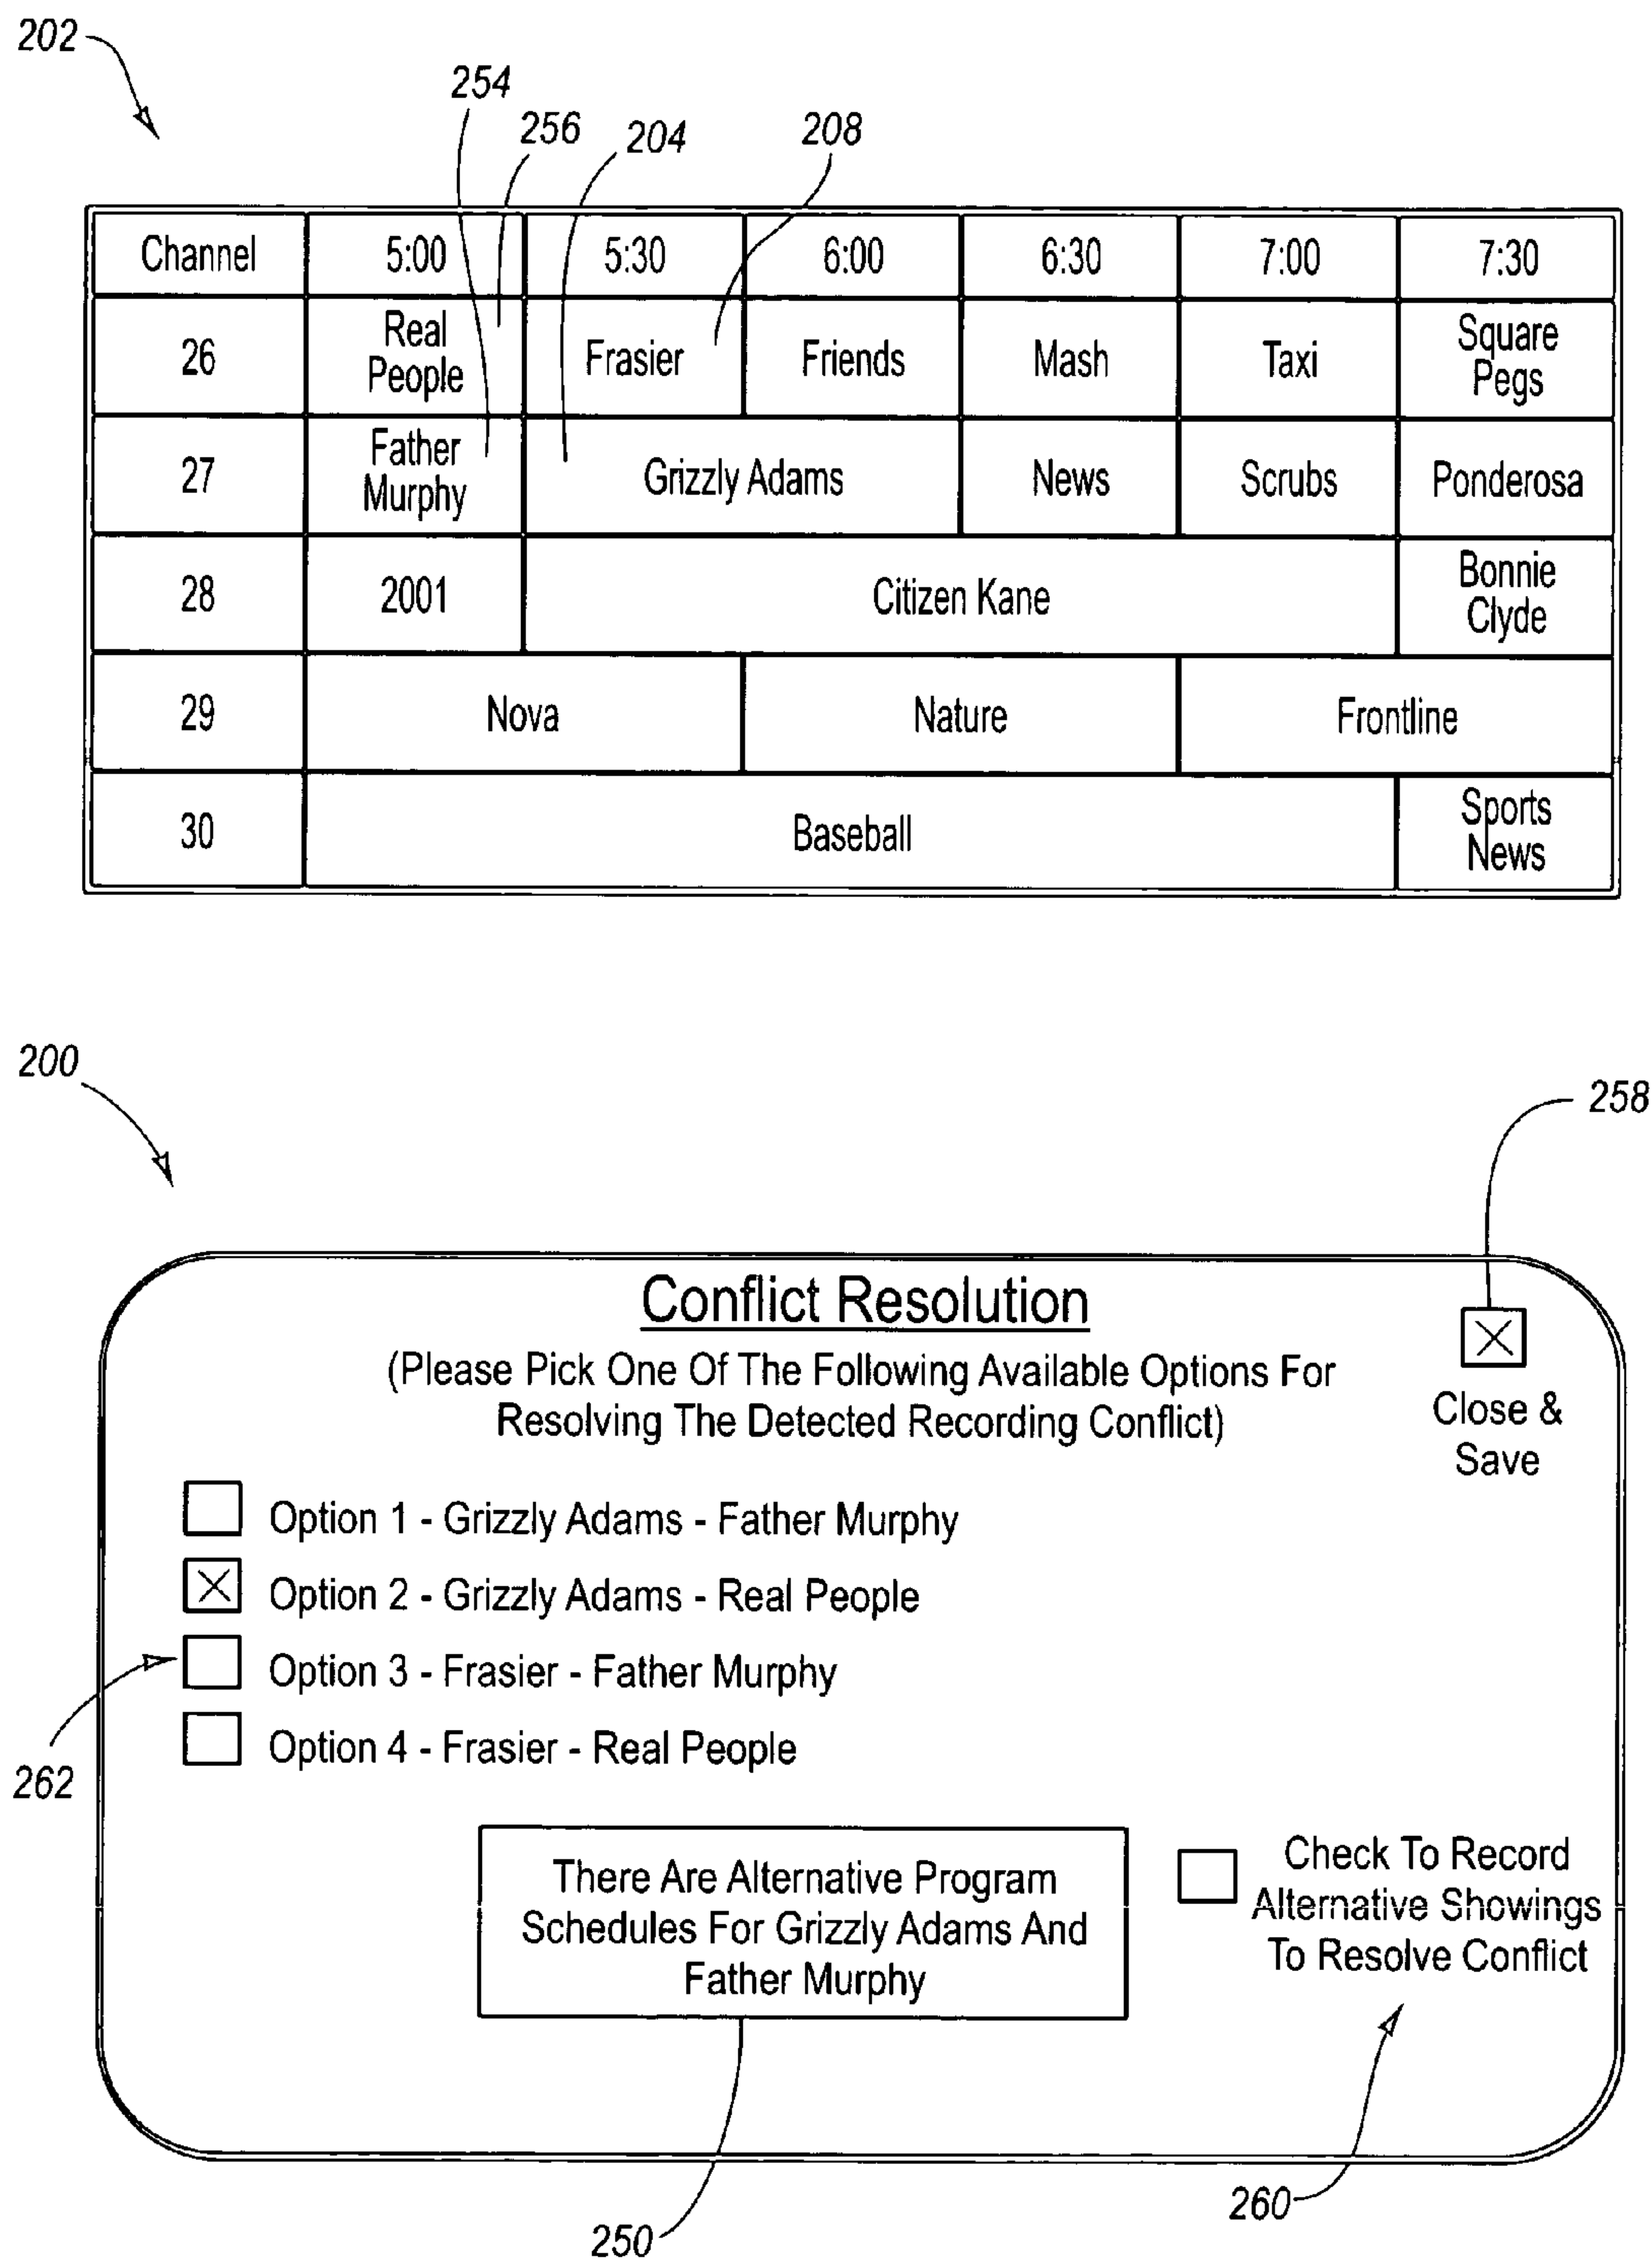 202
254
256
204
208
Channel 5:00 5:30 6:00 6:30 7:00 7:30
26 Real People Frasier Friends Mash Taxi Square Pegs
27 Father Murphy Grizzly Adams News Scrubs Ponderosa
28 2001 Citizen Kane Bonnie Clyde
29 Nova Nature Frontline
30 Baseball Sports News
200
258
Conflict Resolution
(Please Pick One Of The Following Available Options For
Resolving The Detected Recording Conflict)
Close &
Save
Option 1 - Grizzly Adams - Father Murphy
Option 2 - Grizzly Adams - Real People
Option 3 - Frasier - Father Murphy
Option 4 - Frasier - Real People
262
There Are Alternative Program
Schedules For Grizzly Adams And
Father Murphy
Check To Record
Alternative Showings
To Resolve Conflict
250
260